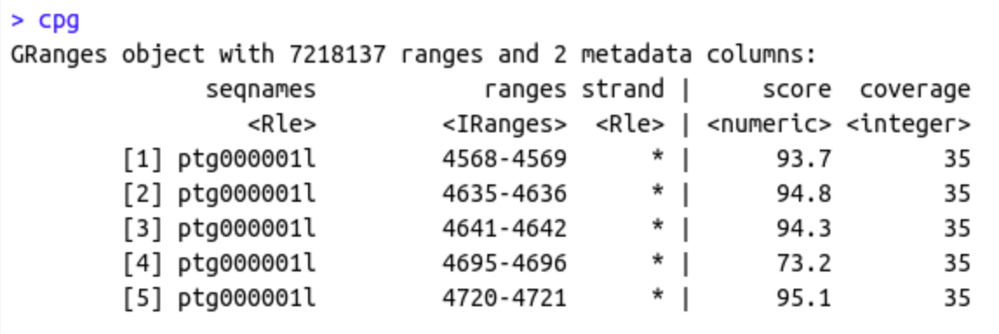 > cpg
GRanges object with 7218137 ranges and 2 metadata columns:
seqnames ranges strand | score coverage
<Rle> <IRanges> <Rle> | <numeric> <integer>
[1] ptg000001l 4568-4569 * | 93.7 35
[2] ptg000001l 4635-4636 * | 94.8 35
[3] ptg000001l 4641-4642 * | 94.3 35
[4] ptg000001l 4695-4696 * | 73.2 35
[5] ptg000001l 4720-4721 * | 95.1 35